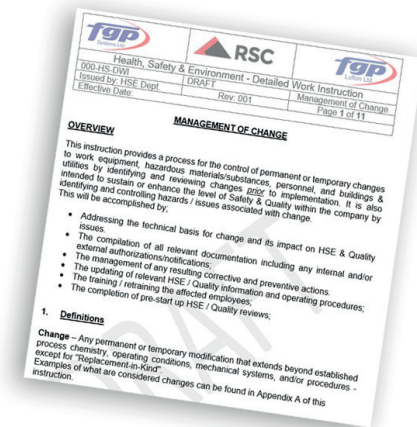 fgp
Systems Ltd
RSC
fgp
Lufton Ltd
Health, Safety & Environment - Detailed Work Instruction
000-HS-DWI
DRAFT
Management of Change
Issued by: HSE Dept.
Rev: 001
Page 1 of 11
Effective Date:
MANAGEMENT OF CHANGE
OVERVIEW
This instruction provides a process for the control of permanent or temporary changes
to work equipment, hazardous materials/substances, personnel, and buildings &
utilities by identifying and reviewing changes prior to implementation. It is also
intended to sustain or enhance the level of Safety & Quality within the company by
identifying and controlling hazards / issues associated with change.
This will be accomplished by;
• Addressing the technical basis for change and its impact on HSE & Quality
issues.
• The compilation of all relevant documentation including any internal and/or
external authorizations/notifications;
• The management of any resulting corrective and preventive actions.
• The updating of relevant HSE / Quality information and operating procedures;
• The training / retraining the affected employees;
• The completion of pre-start up HSE / Quality reviews;
1. Definitions
Change – Any permanent or temporary modification that extends beyond established
process chemistry, operating conditions, mechanical systems, and/or procedures -
except for "Replacement-in-Kind"
Examples of what are considered changes can be found in Appendix A of this
instruction.
DRAFT